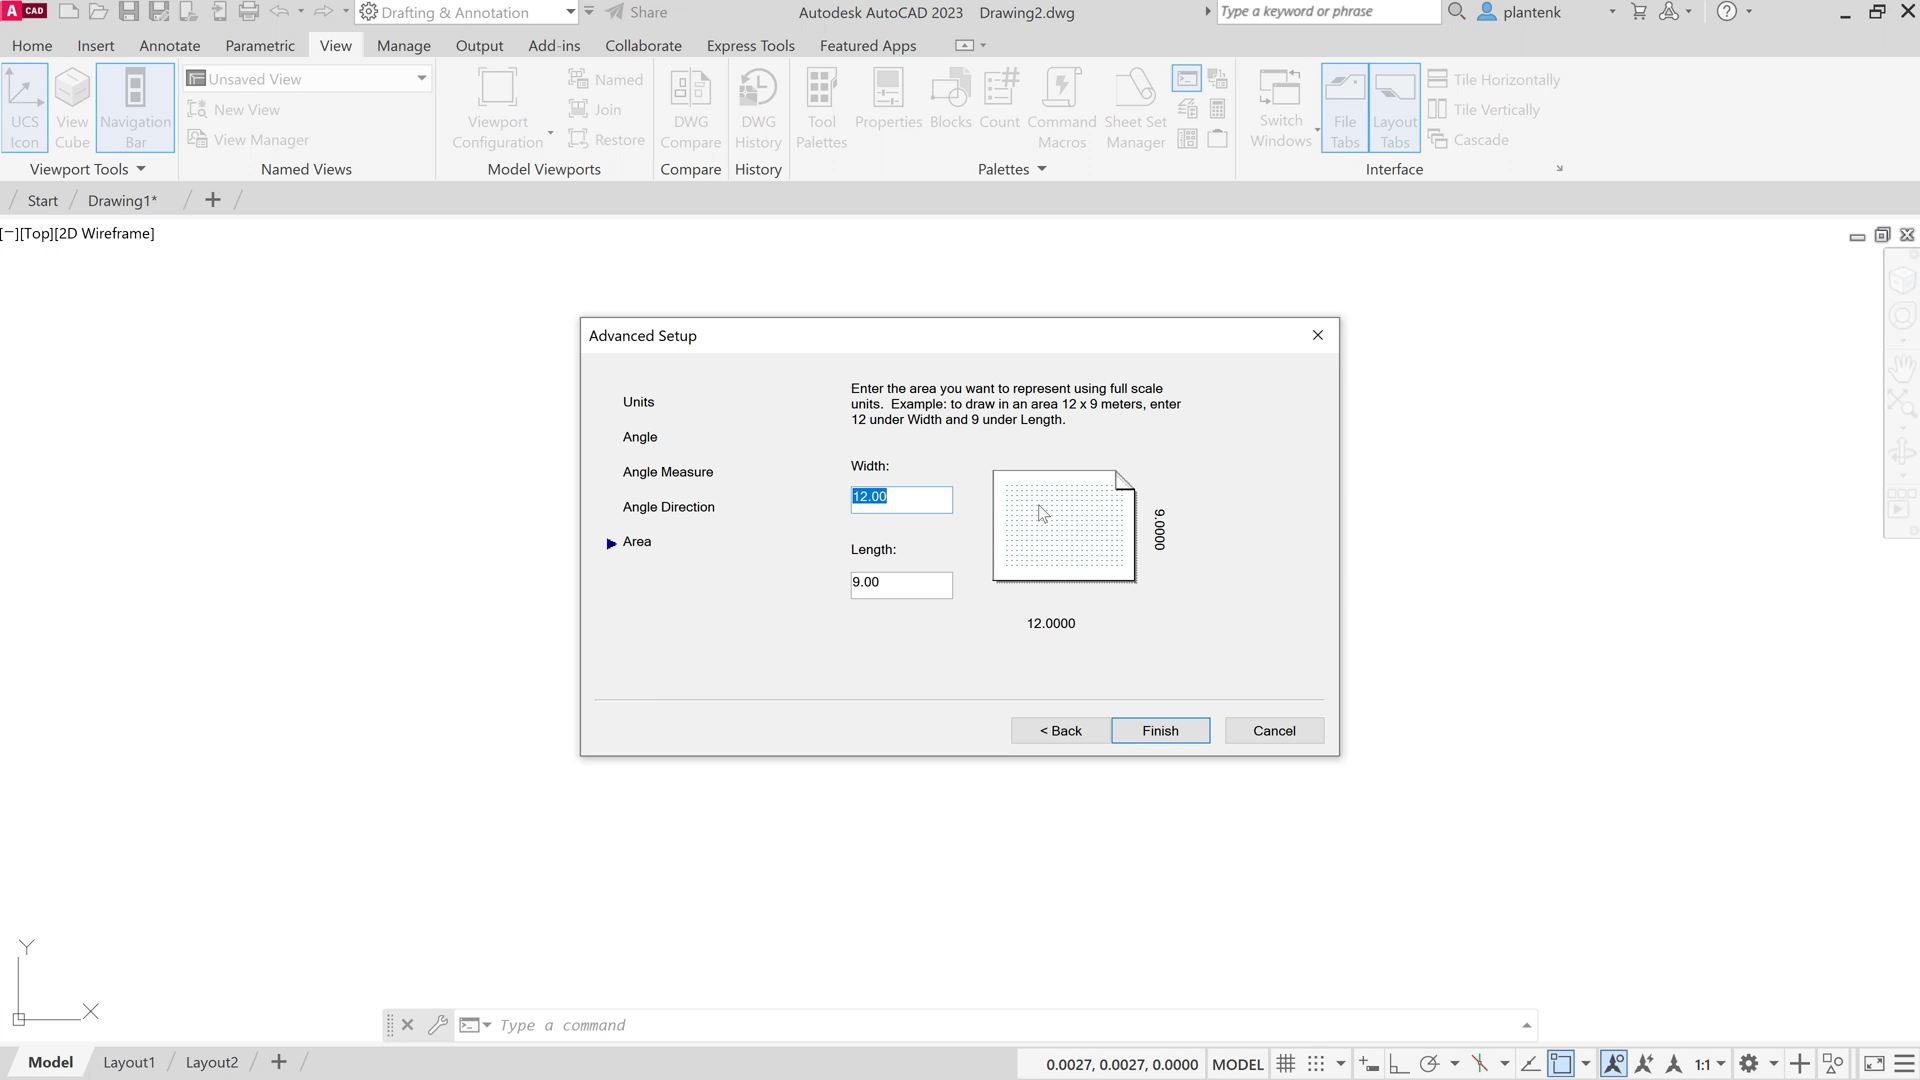 A CAD
Drafting & Annotation
Share
Autodesk AutoCAD 2023 Drawing2.dwg
Type a keyword or phrase
plantenk
Home Insert Annotate Parametric View Manage Output Add-ins Collaborate Express Tools Featured Apps
UCS
Icon
View
Cube
Navigation
Bar
Viewport Tools
Unsaved View
New View
View Manager
Named Views
Viewport
Configuration
Named
Join
Restore
Model Viewports
DWG
Compare
Compare
DWG
History
History
Tool
Palettes
Properties
Blocks
Count
Command
Macros
Sheet Set
Manager
Palettes
Switch
Windows
File
Tabs
Layout
Tabs
Tile Horizontally
Tile Vertically
Cascade
Interface
Start
Drawing1*
[−][Top][2D Wireframe]
Advanced Setup
Units
Angle
Angle Measure
Angle Direction
Area
Enter the area you want to represent using full scale
units. Example: to draw in an area 12 x 9 meters, enter
12 under Width and 9 under Length.
Width:
12.00
Length:
9.00
9.0000
12.0000
< Back
Finish
Cancel
Y
X
Type a command
Model
Layout1
Layout2
0.0027, 0.0027, 0.0000
MODEL
1:1